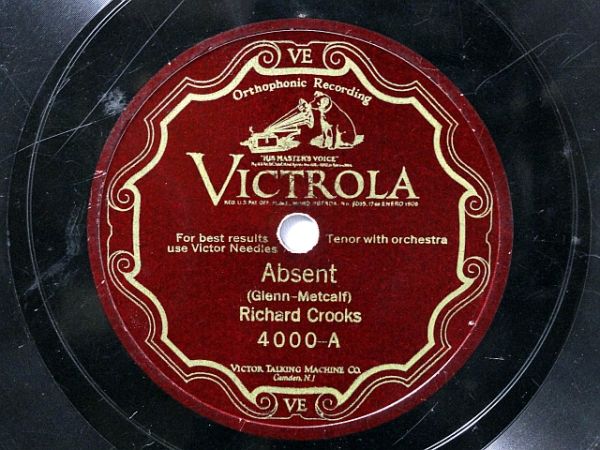 VE
Orthophonic Recording
"HIS MASTER'S VOICE"
VICTROLA
For best results
use Victor Needles
Tenor with orchestra
Absent
(Glenn-Metcalf)
Richard Crooks
4000-A
VICTOR TALKING MACHINE CO.
Camden, N.J
VE